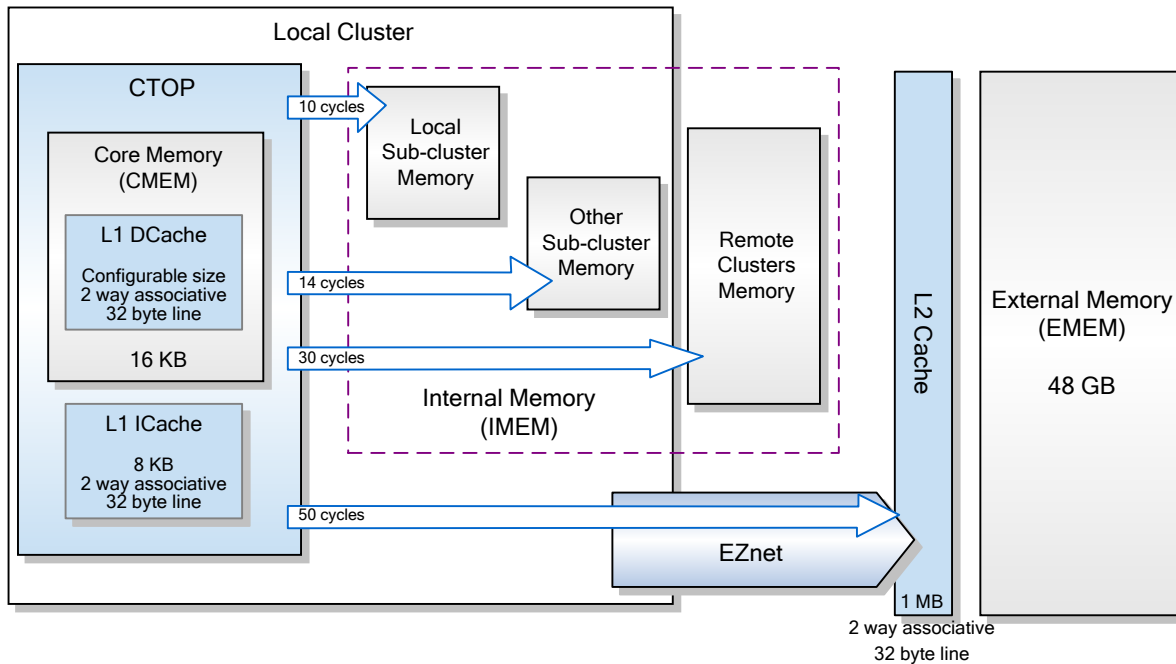 Local Cluster
CTOP
Core Memory
(CMEM)
L1 DCache
Configurable size
2 way associative
32 byte line
16 KB
L1 ICache
8 KB
2 way associative
32 byte line
10 cycles
Local
Sub-cluster
Memory
14 cycles
Other
Sub-cluster
Memory
30 cycles
Remote
Clusters
Memory
Internal Memory
(IMEM)
50 cycles
EZnet
L2 Cache
1 MB
2 way associative
32 byte line
External Memory
(EMEM)
48 GB